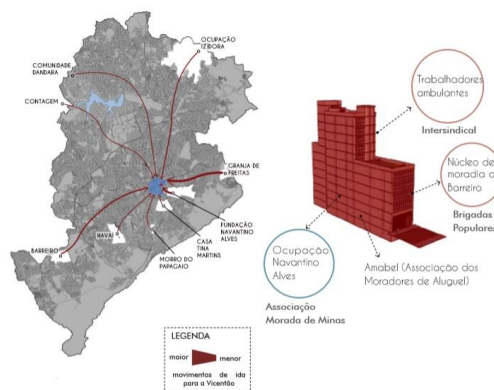 OCUPAÇÃO
IZIDORA
COMUNIDADE
DANDARA
CONTAGEM
GRANJA DE
FREITAS
FUNDAÇÃO
NAVANTINO
ALVES
CASA
TINA
MARTINS
MORRO DO
PAPAGAIO
HAVAÍ
BARREIRO
LEGENDA
maior menor
movimentos de ida
para a Vicentão
Trabalhadores
ambulantes
Intersindical
Núcleo de
moradia do
Barreiro
Brigadas
Populares
Ocupação
Navantino
Alves
Associação
Morada de Minas
Amabel (Associação dos
Moradores de Aluguel)